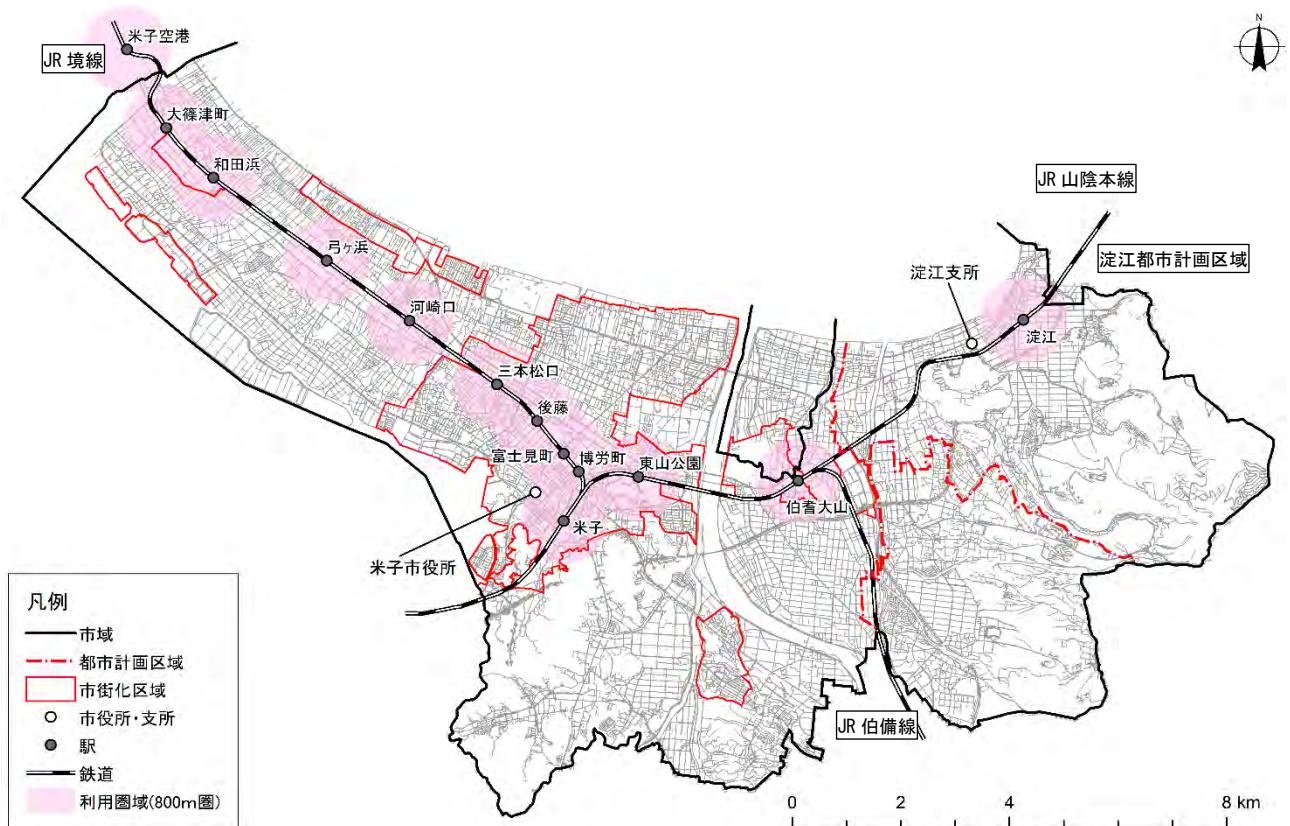 N
米子空港
JR 境線
大篠津町
和田浜
JR 山陰本線
弓ヶ浜
淀江都市計画区域
淀江支所
河崎口
淀江
三本松口
後藤
富士見町
博労町
東山公園
伯耆大山
米子
米子市役所
凡例
市域
都市計画区域
市街化区域
市役所・支所
駅
鉄道
利用圏域(800m圏)
JR 伯備線
0 2 4 8 km